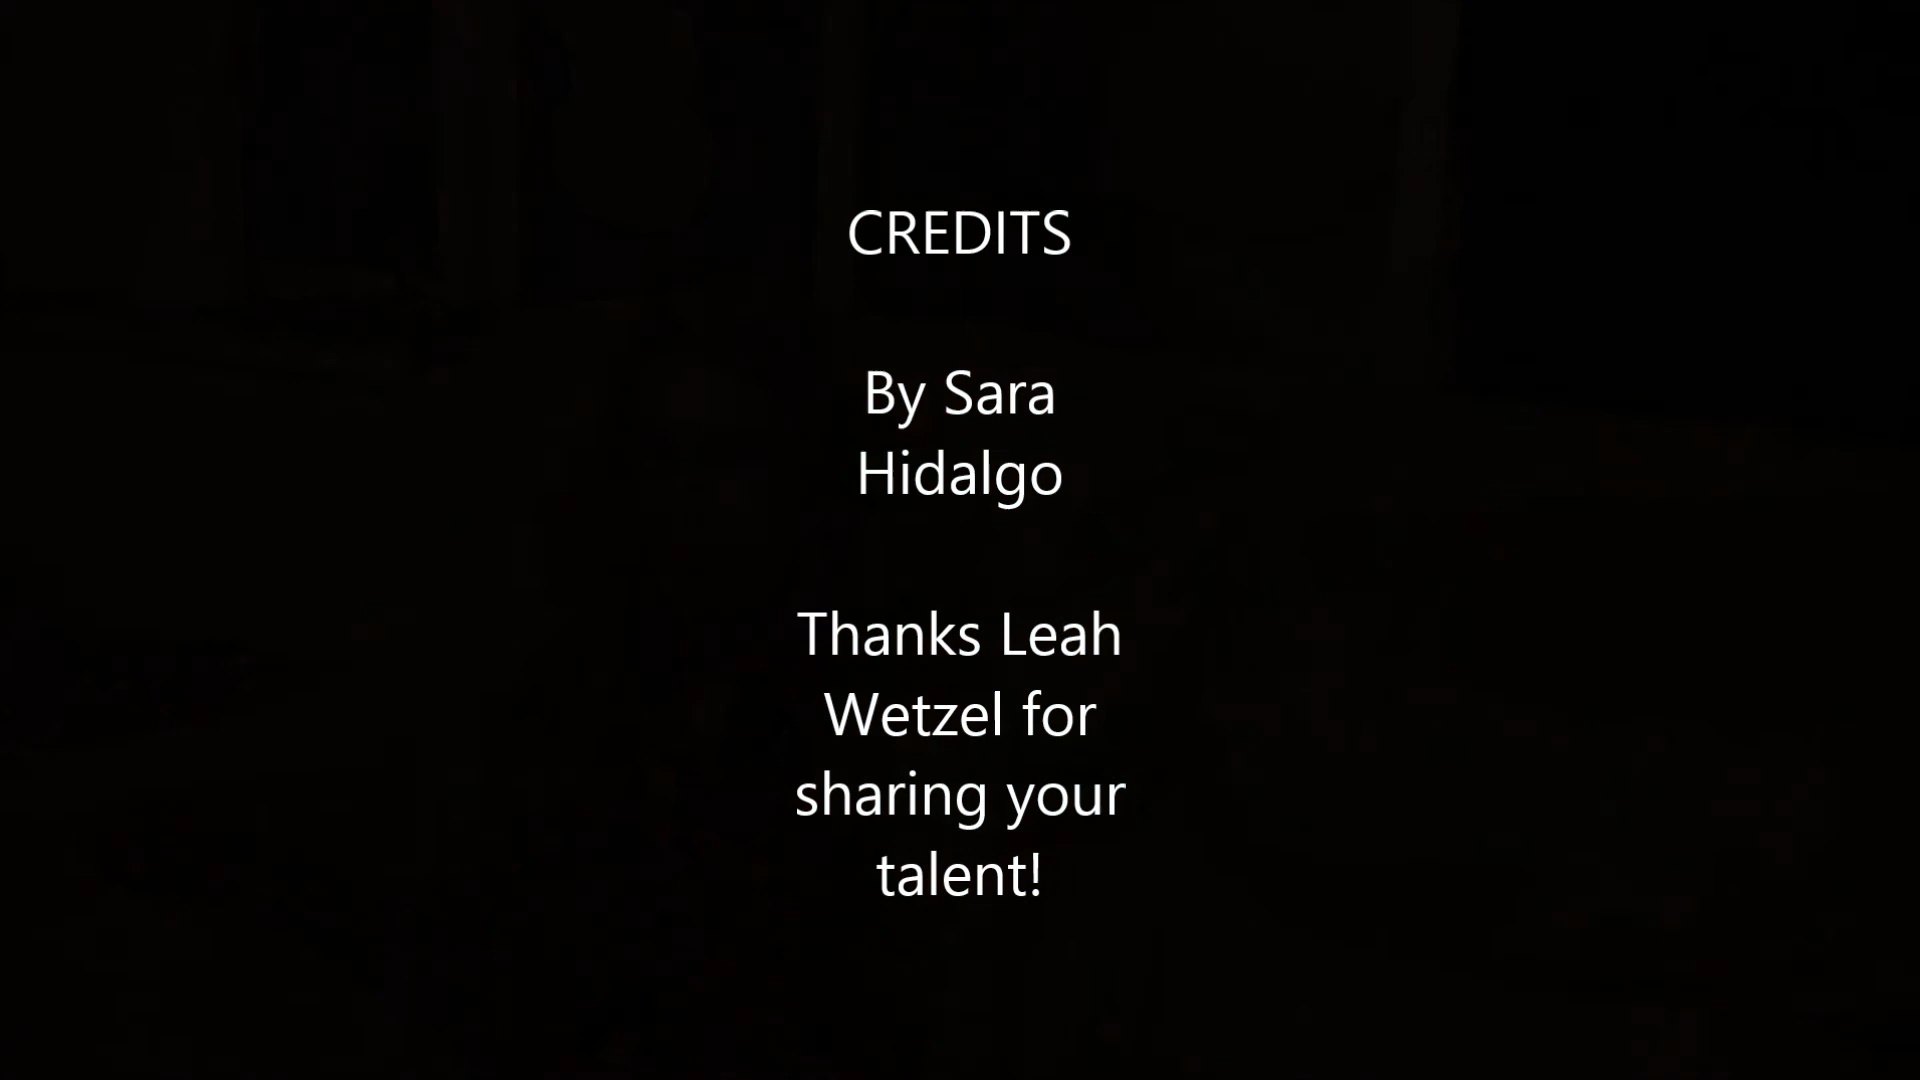 CREDITS
By Sara
Hidalgo
Thanks Leah
Wetzel for
sharing your
talent!